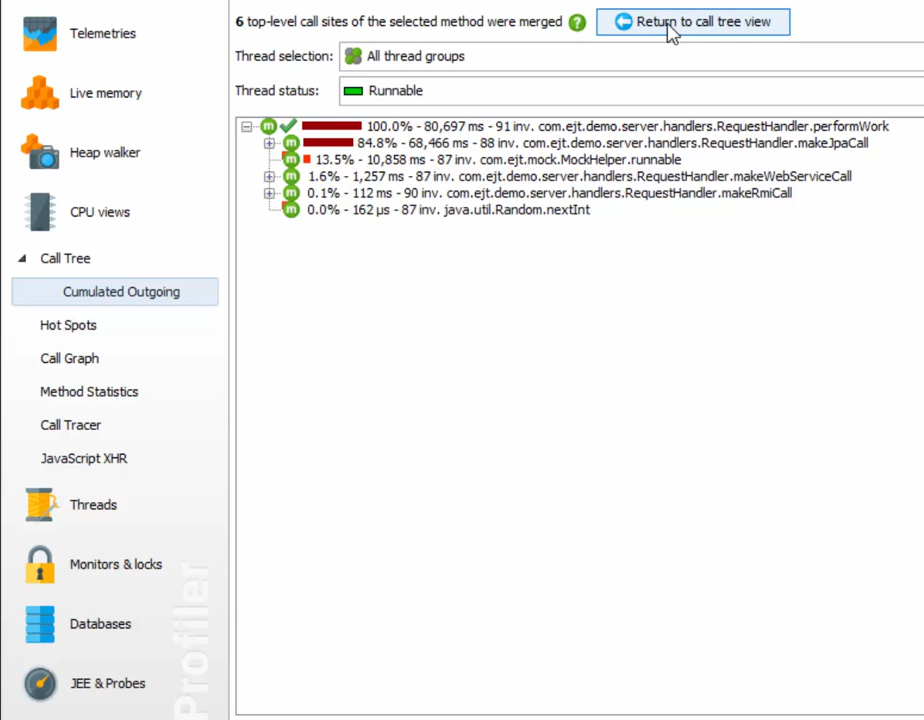 Telemetries
Live memory
Heap walker
CPU views
Call Tree
Cumulated Outgoing
Hot Spots
Call Graph
Method Statistics
Call Tracer
JavaScript XHR
Threads
Monitors & locks
Databases
JEE & Probes
Profiler
6 top-level call sites of the selected method were merged ? Return to call tree view
Thread selection: All thread groups
Thread status: Runnable
m 100.0% - 80,697 ms - 91 inv. com.ejt.demo.server.handlers.RequestHandler.performWork
m 84.8% - 68,466 ms - 88 inv. com.ejt.demo.server.handlers.RequestHandler.makeJpaCall
m 13.5% - 10,858 ms - 87 inv. com.ejt.mock.MockHelper.runnable
m 1.6% - 1,257 ms - 87 inv. com.ejt.demo.server.handlers.RequestHandler.makeWebServiceCall
m 0.1% - 112 ms - 90 inv. com.ejt.demo.server.handlers.RequestHandler.makeRmiCall
m 0.0% - 162 µs - 87 inv. java.util.Random.nextInt